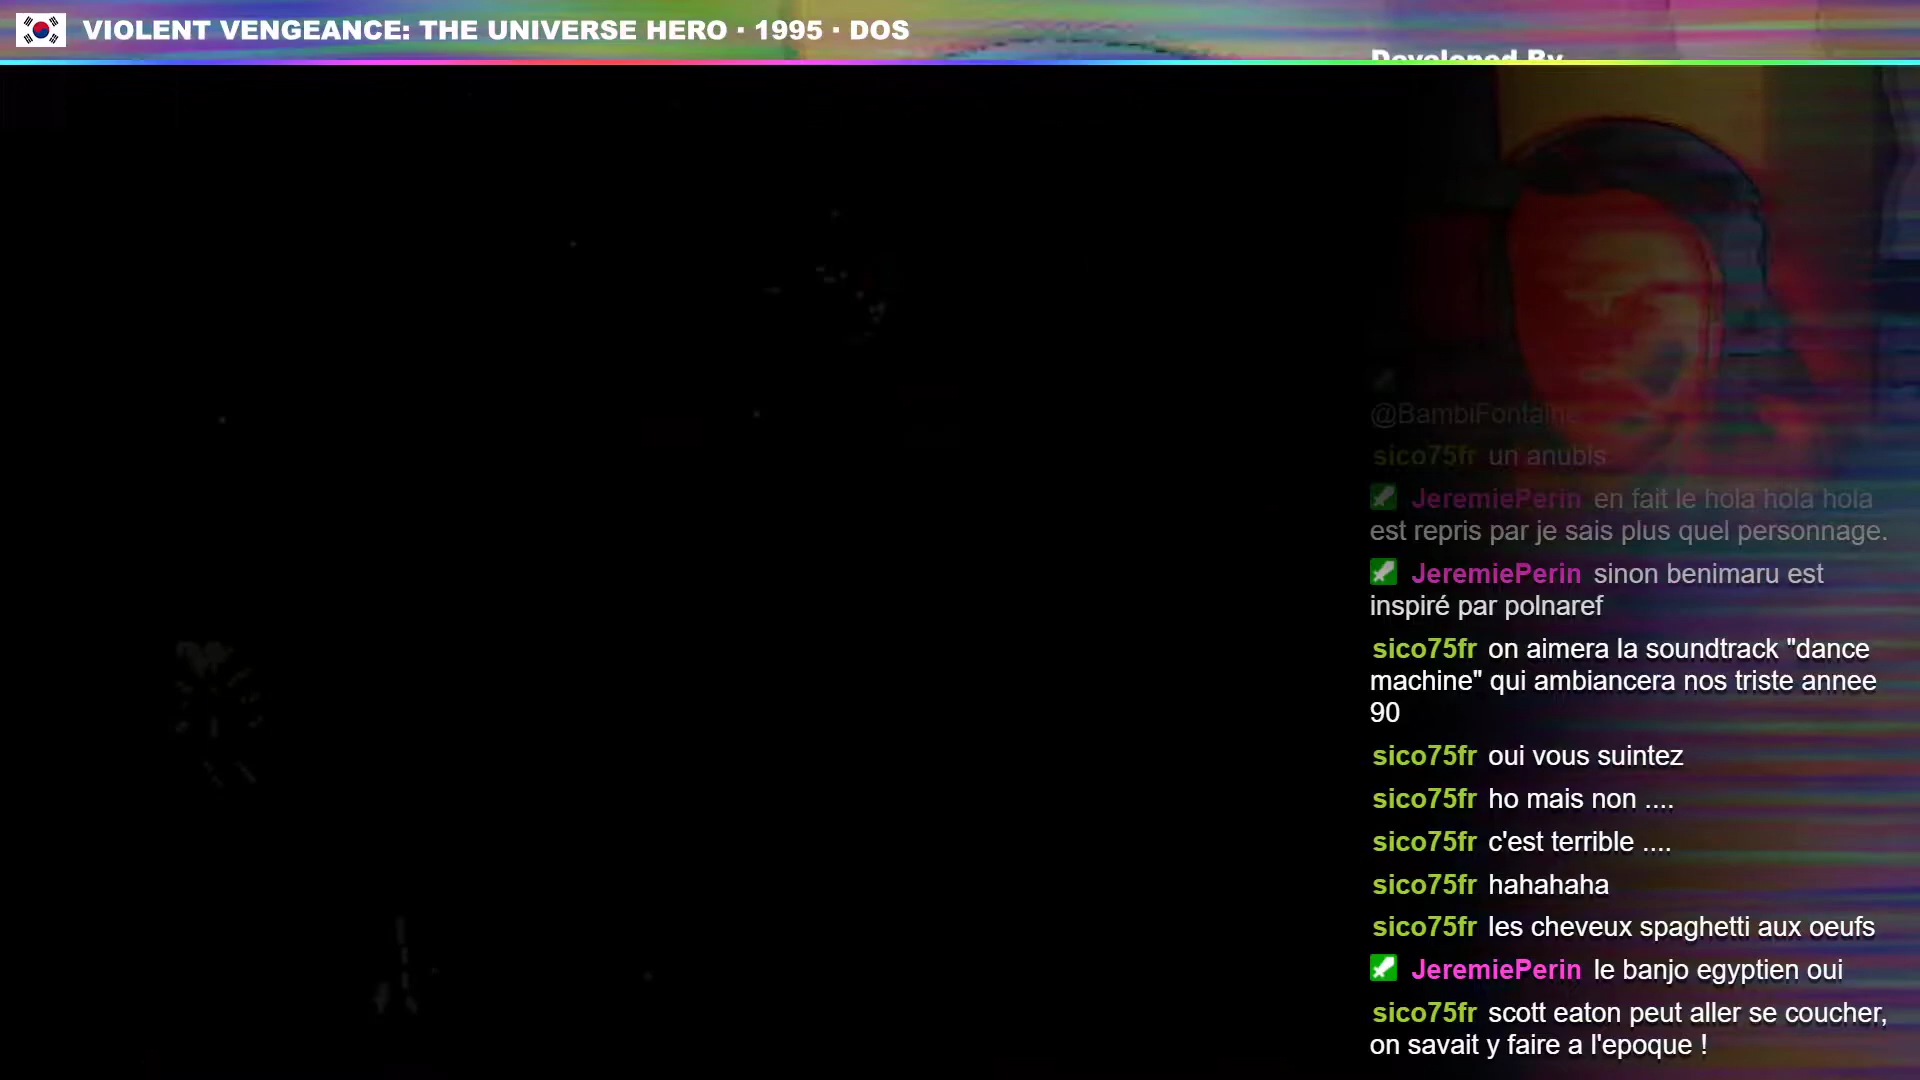 VIOLENT VENGEANCE: THE UNIVERSE HERO · 1995 · DOS
Developed By
@BambiFontaine
sico75fr un anubis
JeremiePerin en fait le hola hola hola
est repris par je sais plus quel personnage.
JeremiePerin sinon benimaru est
inspiré par polnaref
sico75fr on aimera la soundtrack "dance
machine" qui ambiancera nos triste annee
90
sico75fr oui vous suintez
sico75fr ho mais non ....
sico75fr c'est terrible ....
sico75fr hahahaha
sico75fr les cheveux spaghetti aux oeufs
JeremiePerin le banjo egyptien oui
sico75fr scott eaton peut aller se coucher,
on savait y faire a l'epoque !